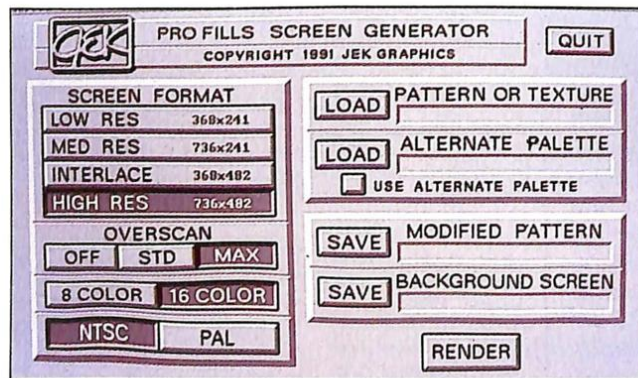 JEK
PRO FILLS SCREEN GENERATOR
COPYRIGHT 1991 JEK GRAPHICS
QUIT
SCREEN FORMAT
LOW RES 368x241
MED RES 736x241
INTERLACE 368x482
HIGH RES 736x482
OVERSCAN
OFF STD MAX
8 COLOR 16 COLOR
NTSC PAL
LOAD PATTERN OR TEXTURE
LOAD ALTERNATE PALETTE
USE ALTERNATE PALETTE
SAVE MODIFIED PATTERN
SAVE BACKGROUND SCREEN
RENDER